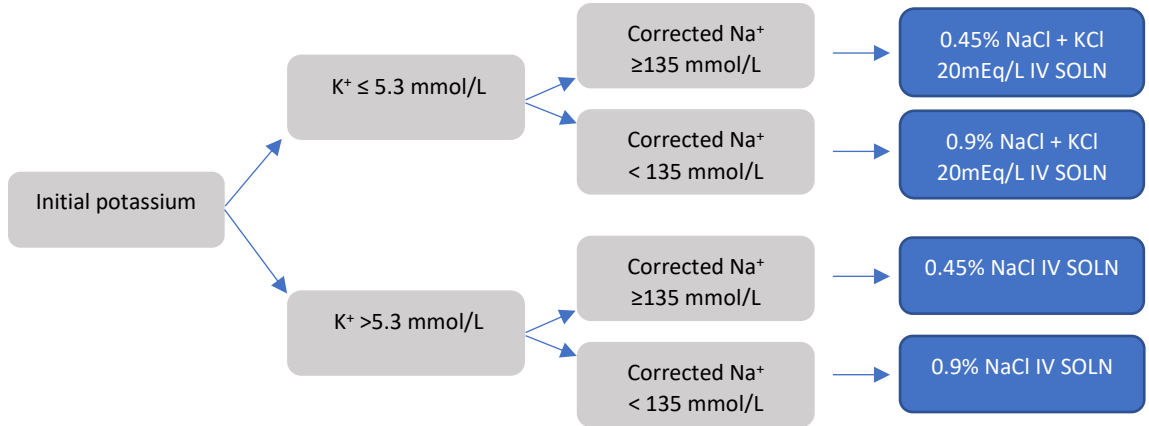 Initial potassium
K⁺ ≤ 5.3 mmol/L
Corrected Na⁺
≥135 mmol/L
0.45% NaCl + KCl
20mEq/L IV SOLN
Corrected Na⁺
< 135 mmol/L
0.9% NaCl + KCl
20mEq/L IV SOLN
K⁺ >5.3 mmol/L
Corrected Na⁺
≥135 mmol/L
0.45% NaCl IV SOLN
Corrected Na⁺
< 135 mmol/L
0.9% NaCl IV SOLN